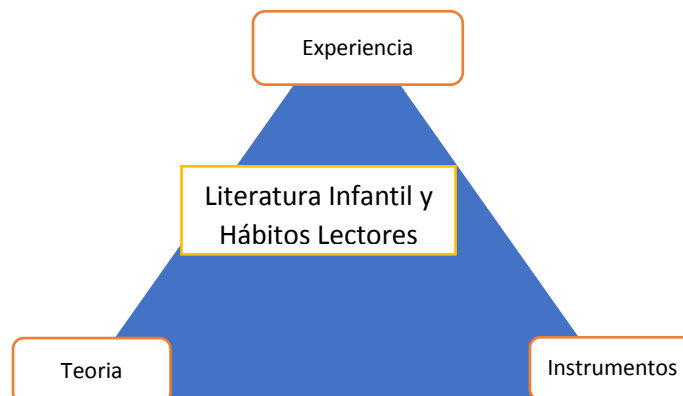 Experiencia
Literatura Infantil y
Hábitos Lectores
Teoria
Instrumentos